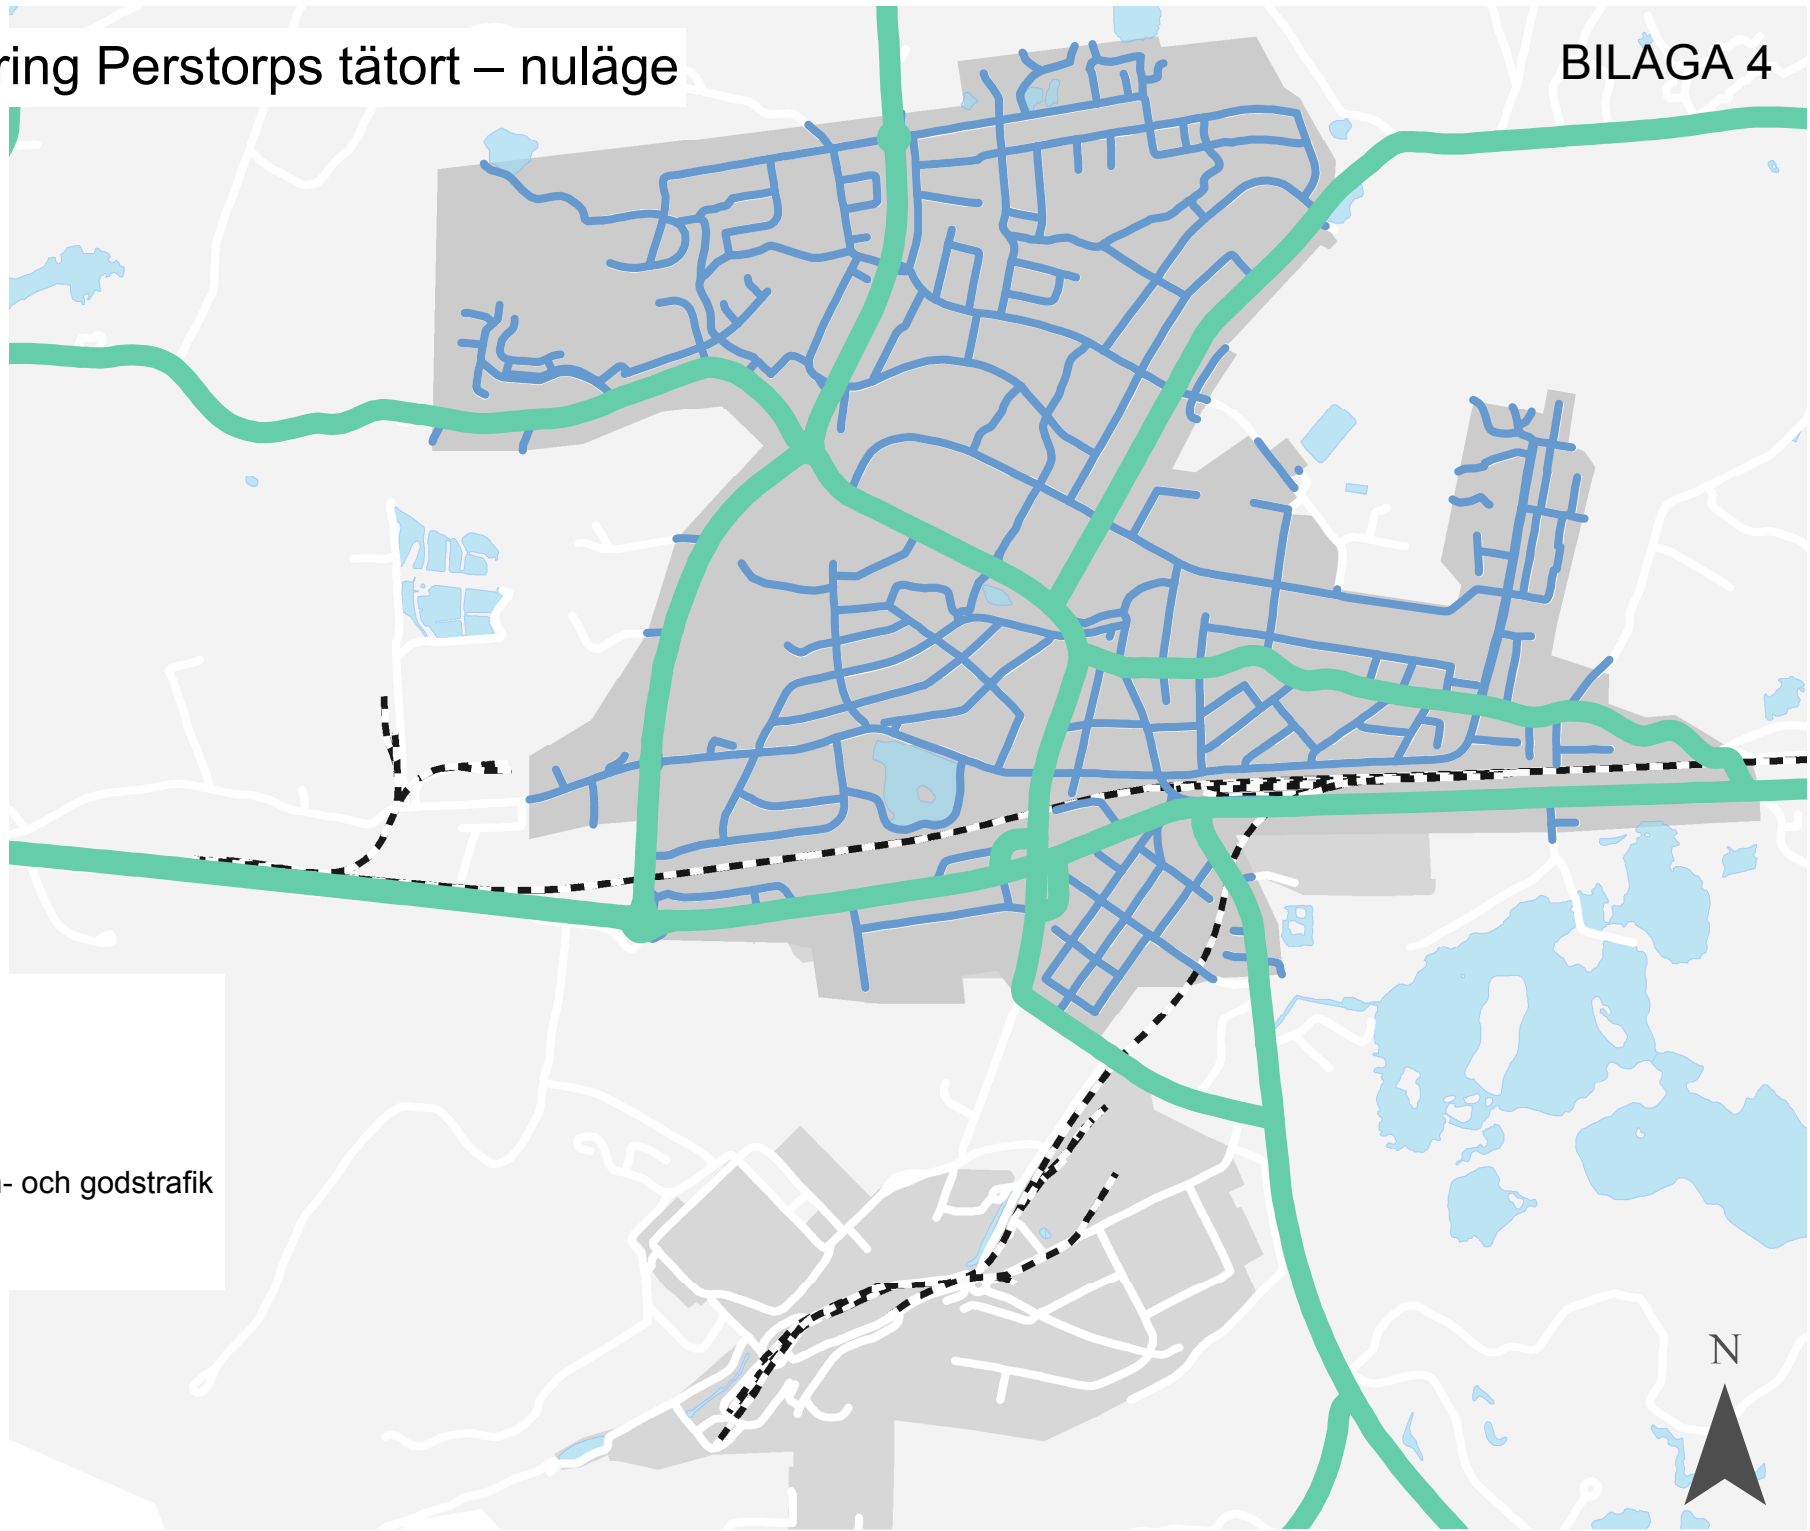 ring Perstorps tätort – nuläge
BILAGA 4
- och godstrafik
N